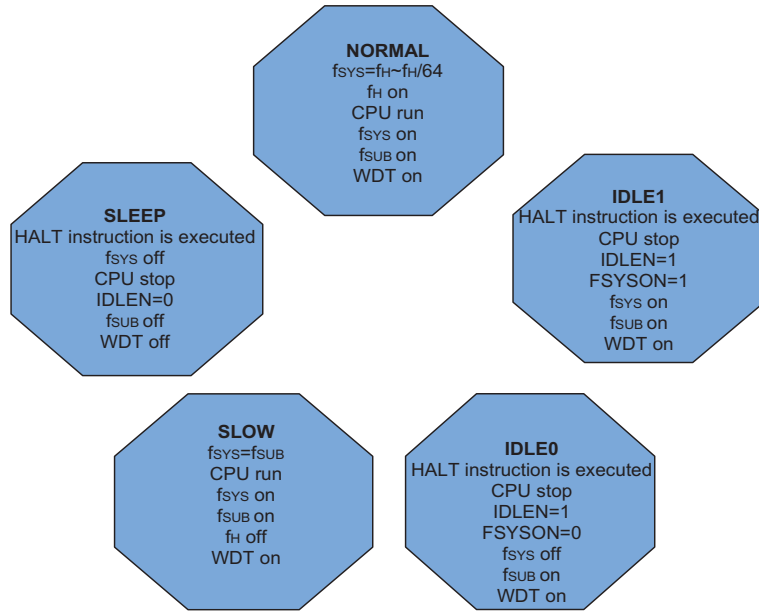 NORMAL
fSYS=fH~fH/64
fH on
CPU run
fSYS on
fSUB on
WDT on
SLEEP
HALT instruction is executed
fSYS off
CPU stop
IDLEN=0
fSUB off
WDT off
IDLE1
HALT instruction is executed
CPU stop
IDLEN=1
FSYSON=1
fSYS on
fSUB on
WDT on
SLOW
fSYS=fSUB
CPU run
fSYS on
fSUB on
fH off
WDT on
IDLE0
HALT instruction is executed
CPU stop
IDLEN=1
FSYSON=0
fSYS off
fSUB on
WDT on